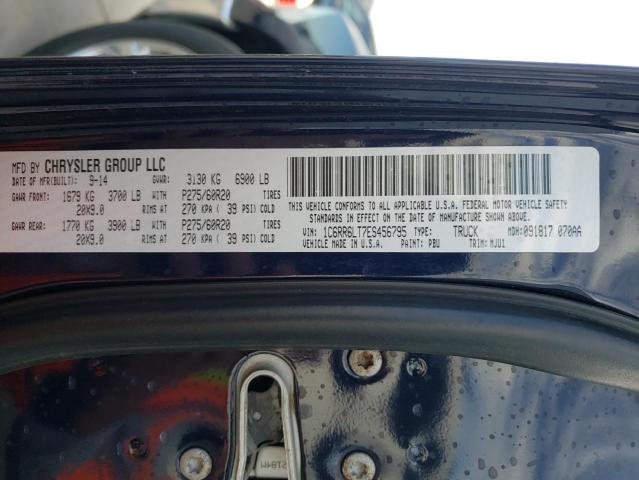 MFD BY CHRYSLER GROUP LLC
DATE OF MFR(BUILT): 9-14 GVWR: 3130 KG 6900 LB
GAWR FRONT: 1679 KG 3700 LB WITH P275/60R20 TIRES
20X9.0 RIMS AT 270 KPA ( 39 PSI) COLD
GAWR REAR: 1770 KG 3900 LB WITH P275/60R20 TIRES
20X9.0 RIMS AT 270 KPA ( 39 PSI) COLD
THIS VEHICLE CONFORMS TO ALL APPLICABLE U.S.A. FEDERAL MOTOR VEHICLE SAFETY
STANDARDS IN EFFECT ON THE DATE OF MANUFACTURE SHOWN ABOVE.
VIN: 1C6RR6LT7ES456795 TYPE: TRUCK MDH: 091817 070AA
VEHICLE MADE IN U.S.A. PAINT: PBU TRIM: MJU1
2184M